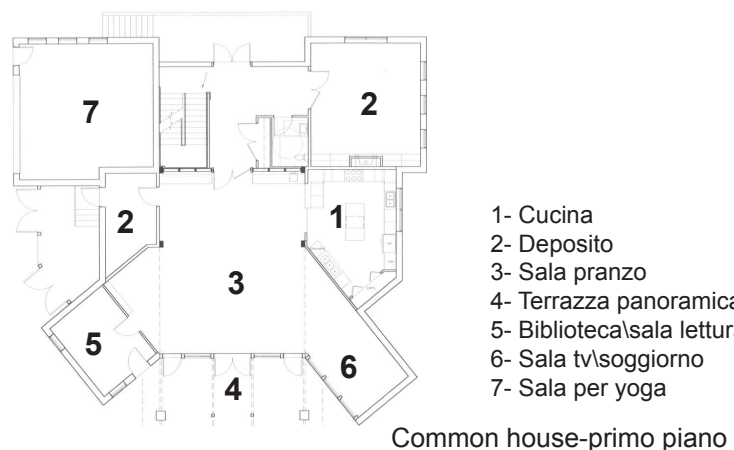 7
2
2
1
3
5
6
4
1- Cucina
2- Deposito
3- Sala pranzo
4- Terrazza panoramica
5- Biblioteca\sala lettura
6- Sala tv\soggiorno
7- Sala per yoga
Common house-primo piano